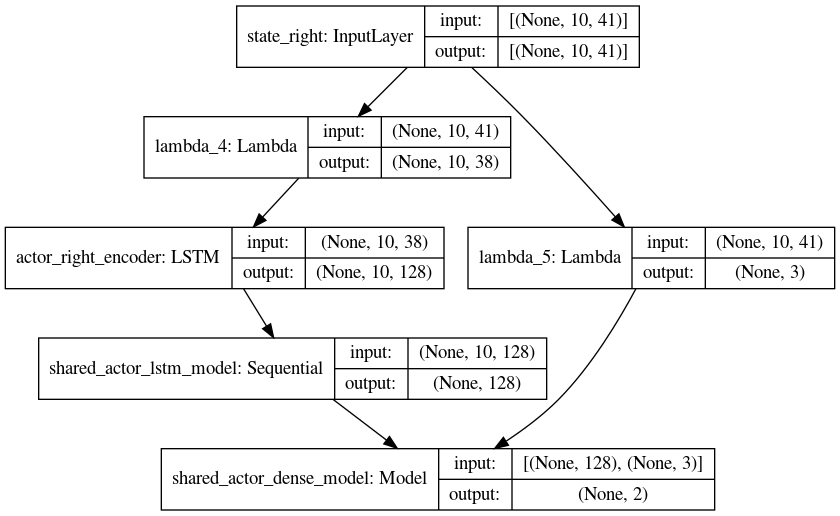 state_right: InputLayer
input: [(None, 10, 41)]
output: [(None, 10, 41)]
lambda_4: Lambda
input: (None, 10, 41)
output: (None, 10, 38)
actor_right_encoder: LSTM
input: (None, 10, 38)
output: (None, 10, 128)
lambda_5: Lambda
input: (None, 10, 41)
output: (None, 3)
shared_actor_lstm_model: Sequential
input: (None, 10, 128)
output: (None, 128)
shared_actor_dense_model: Model
input: [(None, 128), (None, 3)]
output: (None, 2)